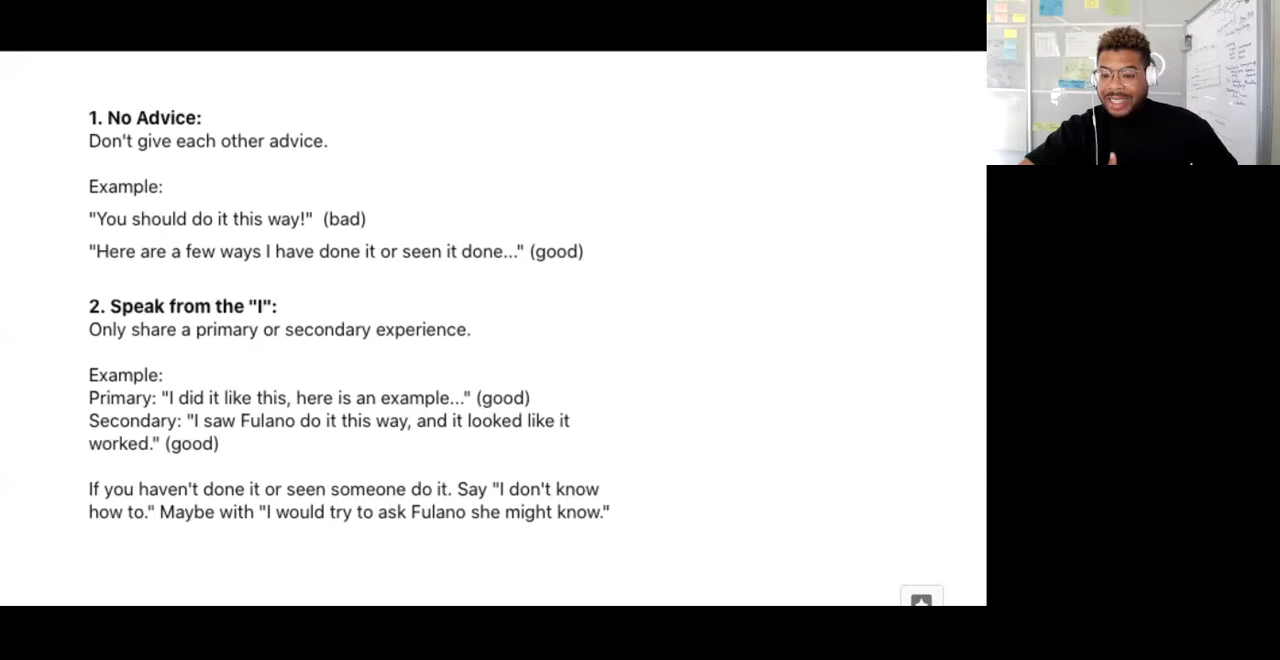 1. No Advice:
Don't give each other advice.
Example:
"You should do it this way!" (bad)
"Here are a few ways I have done it or seen it done..." (good)
2. Speak from the "I":
Only share a primary or secondary experience.
Example:
Primary: "I did it like this, here is an example..." (good)
Secondary: "I saw Fulano do it this way, and it looked like it
worked." (good)
If you haven't done it or seen someone do it. Say "I don't know
how to." Maybe with "I would try to ask Fulano she might know."